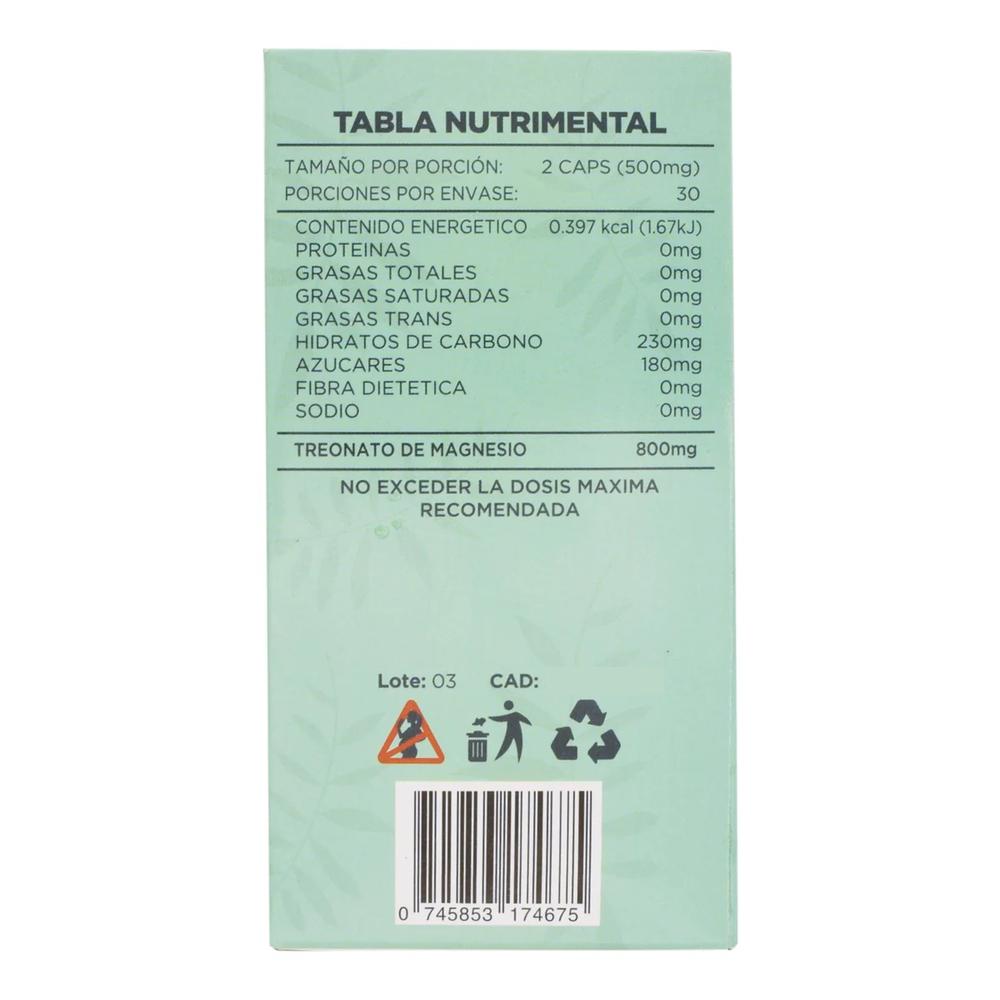 TABLA NUTRIMENTAL
TAMAÑO POR PORCIÓN: 2 CAPS (500mg)
PORCIONES POR ENVASE: 30
CONTENIDO ENERGETICO 0.397 kcal (1.67kJ)
PROTEINAS 0mg
GRASAS TOTALES 0mg
GRASAS SATURADAS 0mg
GRASAS TRANS 0mg
HIDRATOS DE CARBONO 230mg
AZUCARES 180mg
FIBRA DIETETICA 0mg
SODIO 0mg
TREONATO DE MAGNESIO 800mg
NO EXCEDER LA DOSIS MAXIMA
RECOMENDADA
Lote: 03 CAD:
0 745853 174675